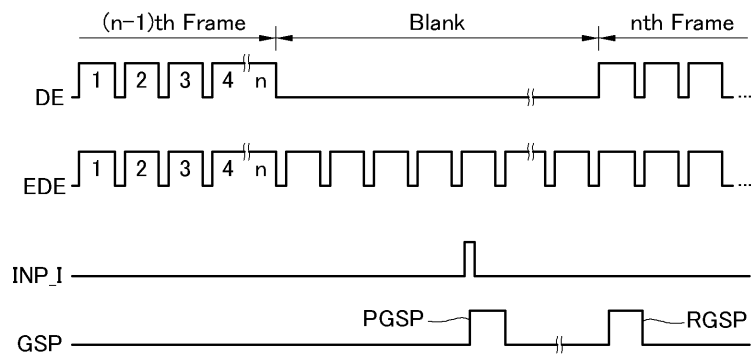 (n-1)th Frame Blank nth Frame
DE 1 2 3 4 n ...
EDE 1 2 3 4 n ...
INP_I
GSP PGSP RGSP